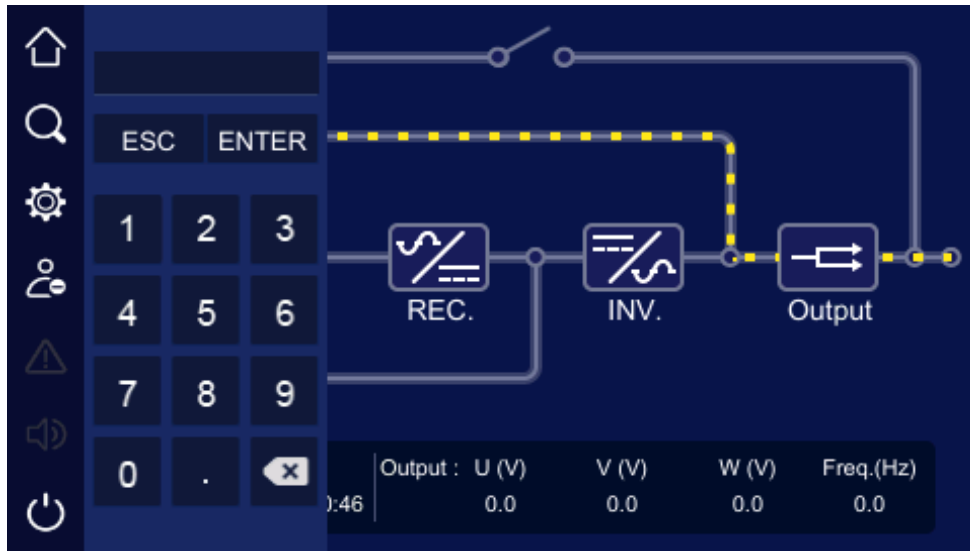 ESC ENTER
1 2 3
4 5 6
7 8 9
0 .
REC. INV. Output
Output : U (V) V (V) W (V) Freq.(Hz)
:46 0.0 0.0 0.0 0.0